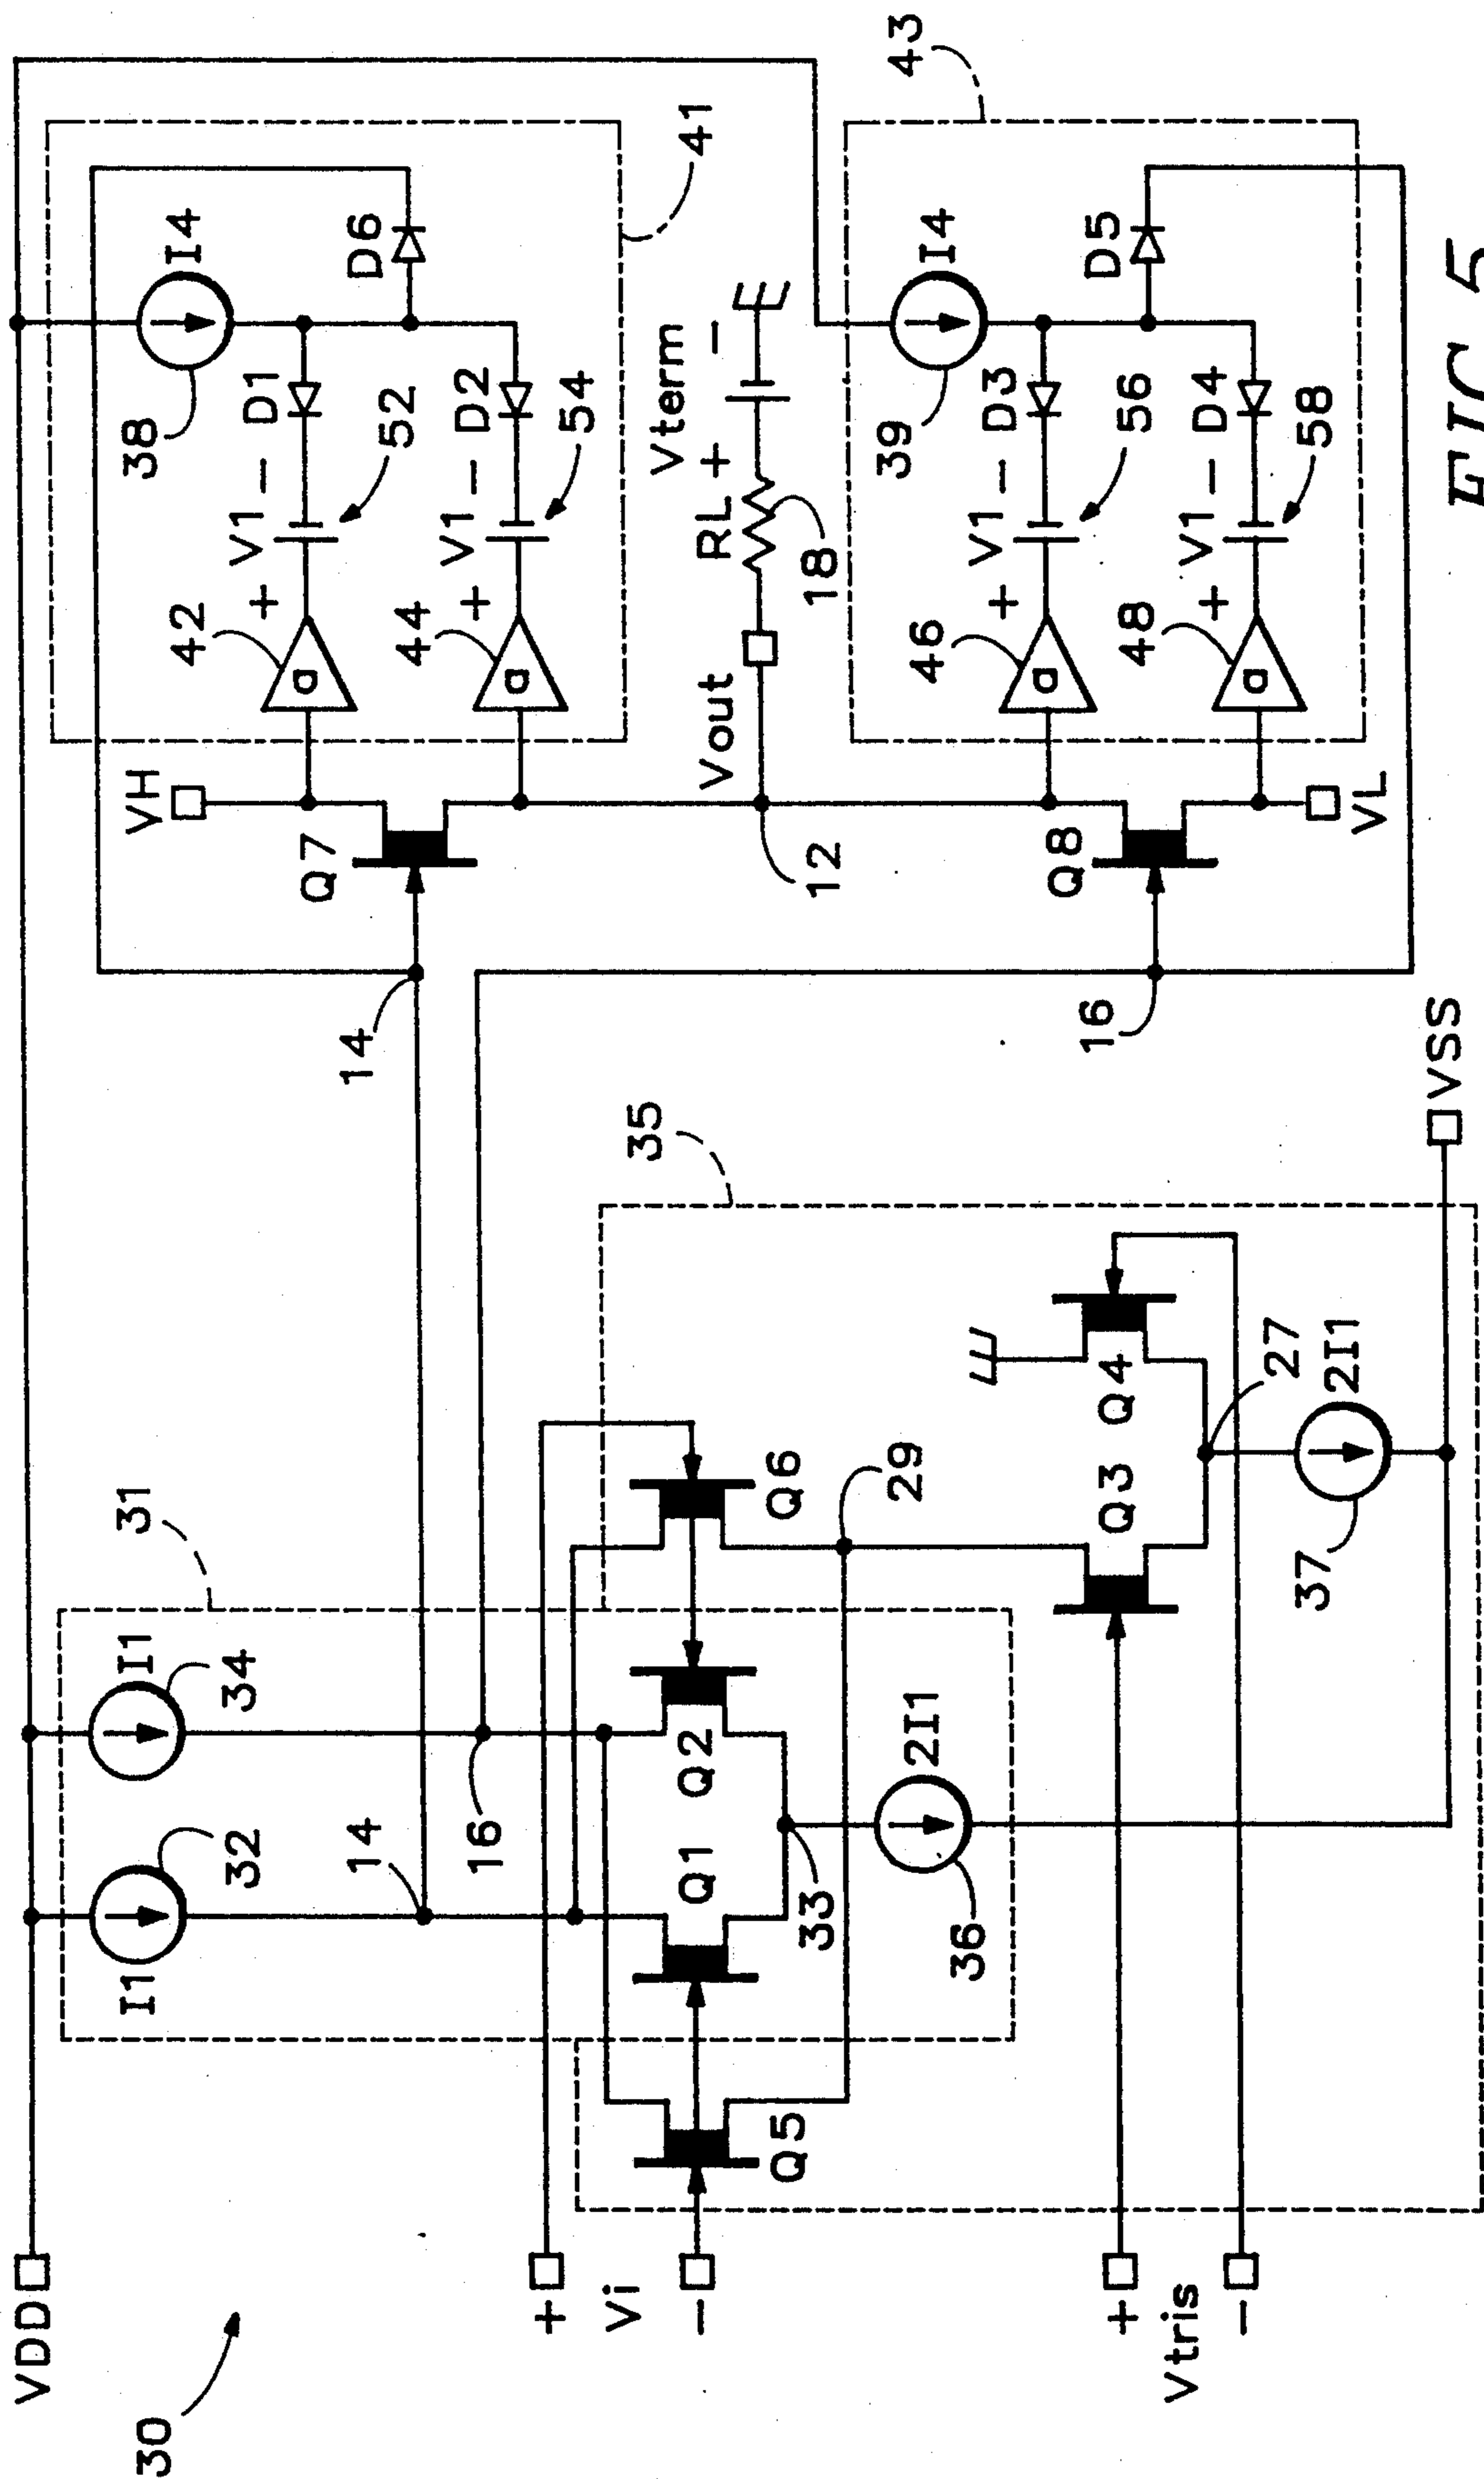 VDD
30
I1
32
I1
34
31
14
16
+
Vi
-
Q5
Q1
Q2
Q6
33
36
2I1
29
35
+
Vtris
-
Q3
Q4
27
37
2I1
VSS
14
16
VH
Q7
42
a
+ V1 -
52
D1
38
I4
D6
44
a
+ V1 -
54
D2
41
Vout
12
RL
18
+ Vterm -
Q8
VL
46
a
+ V1 -
56
D3
39
I4
D5
48
a
+ V1 -
58
D4
43
FIG 5